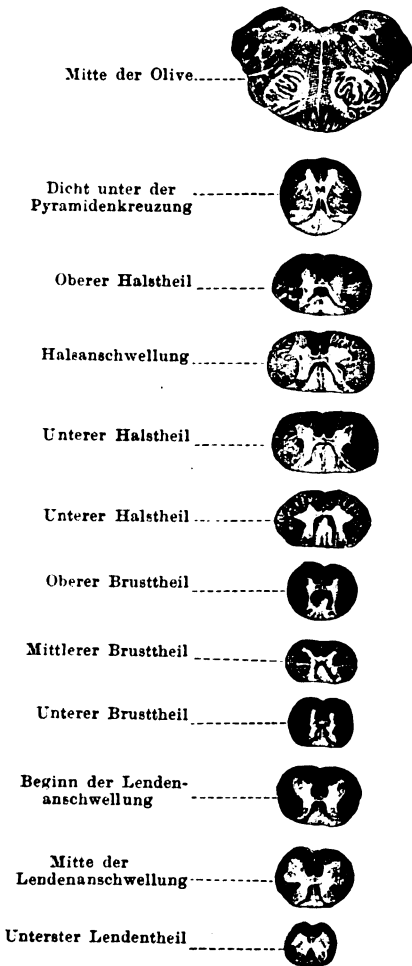 Mitte der Olive
Dicht unter der
Pyramidenkreuzung
Oberer Halstheil
Halsanschwellung
Unterer Halstheil
Unterer Halstheil
Oberer Brusttheil
Mittlerer Brusttheil
Unterer Brusttheil
Beginn der Lenden-
anschwellung
Mitte der
Lendenanschwellung
Unterster Lendentheil